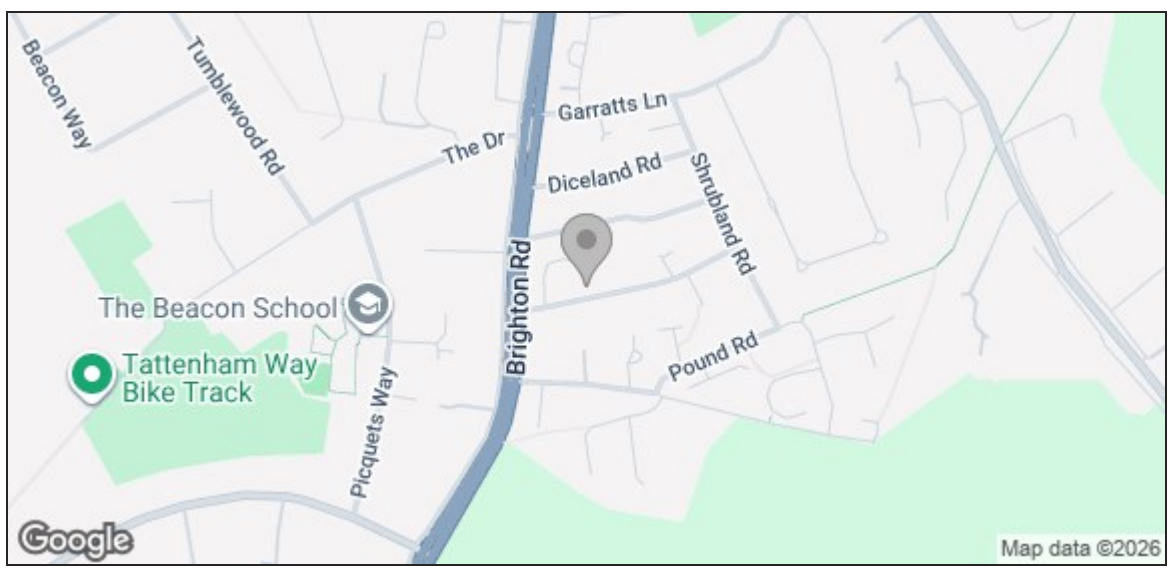 Beacon Way
Tumblewood Rd
The Dr
Garratts Ln
Diceland Rd
Shrubland Rd
Brighton Rd
The Beacon School
Tattenham Way
Bike Track
Picquets Way
Pound Rd
Google
Map data ©2026